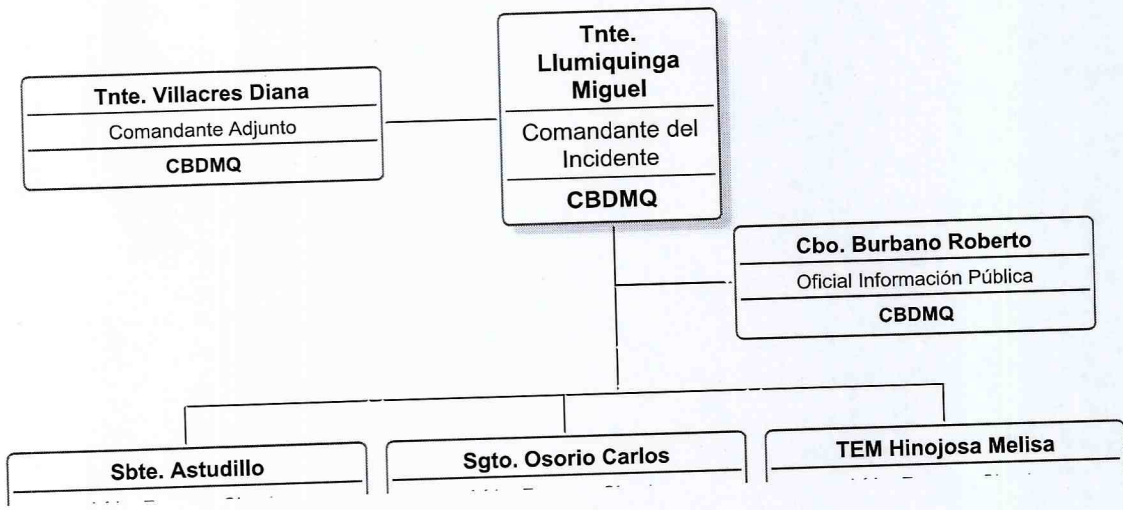 Tnte.
Llumiquinga
Miguel
Comandante del
Incidente
CBDMQ
Tnte. Villacres Diana
Comandante Adjunto
CBDMQ
Cbo. Burbano Roberto
Oficial Información Pública
CBDMQ
Sbte. Astudillo
Sgto. Osorio Carlos
TEM Hinojosa Melisa